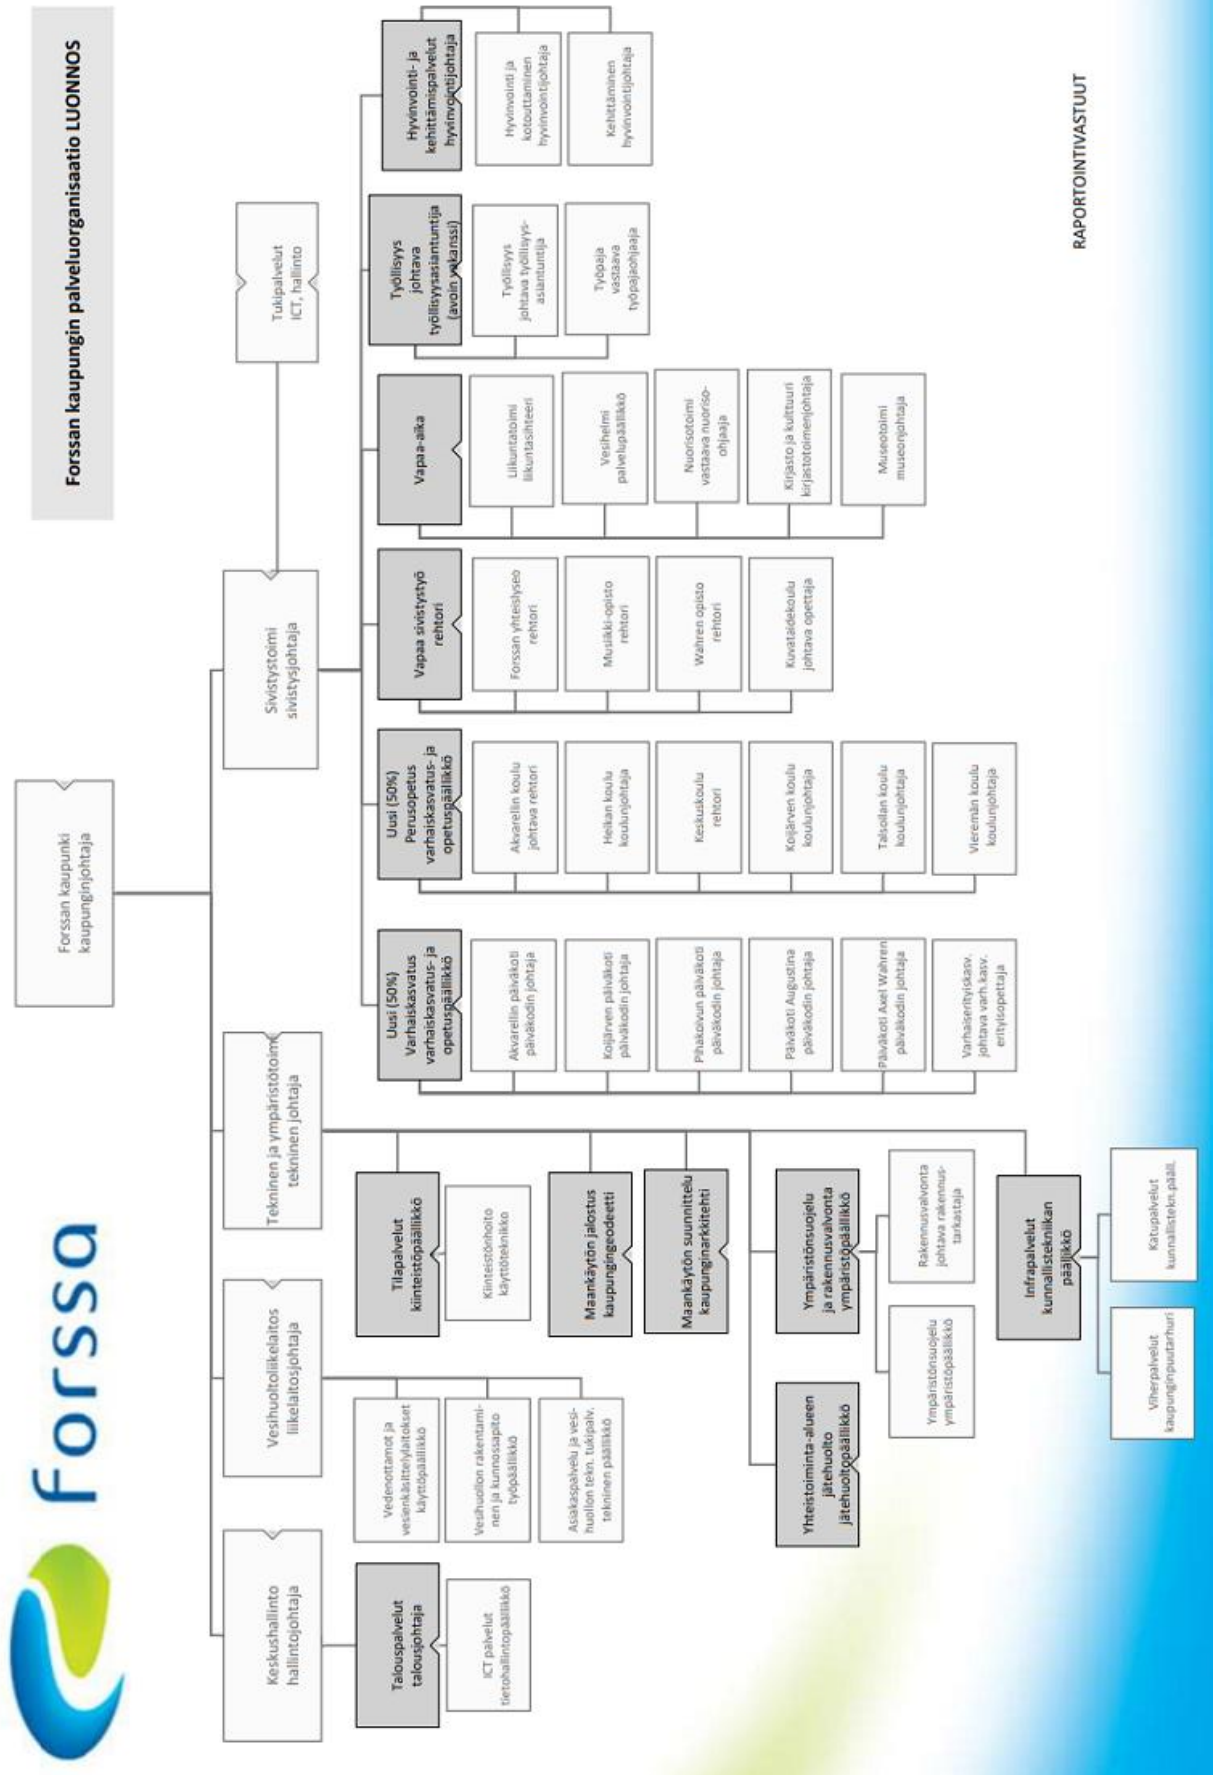 forssa
Forssan kaupungin palveluorganisaatio LUONNOS
Forssan kaupunki
kaupunginjohtaja
Keskushallinto
hallintojohtaja
Vesihuoltoliikelaitos
liikelaitosjohtaja
Tekninen ja ympäristötoimi
tekninen johtaja
Sivistystoimi
sivistysjohtaja
Tukipalvelut
ICT, hallinto
Talouspalvelut
talousjohtaja
ICT palvelut
tietohallintopäällikkö
Vedenottamot ja
vesienkäsittelylaitokset
käyttöpäällikkö
Vesihuollon rakentami-
nen ja kunnossapito
työpäällikkö
Asiakaspalvelu ja vesi-
huollon tekn. tukipalv.
tekninen päällikkö
Tilapalvelut
kiinteistöpäällikkö
Kiinteistönhoito
käyttöteknikko
Maankäytön jalostus
kaupungingeodeetti
Maankäytön suunnittelu
kaupunginarkkitehti
Yhteistoiminta-alueen
jätehuolto
jätehuoltopäällikkö
Ympäristönsuojelu
ja rakennusvalvonta
ympäristöpäällikkö
Ympäristönsuojelu
ympäristöpäällikkö
Rakennusvalvonta
johtava rakennus-
tarkastaja
Infrapalvelut
kunnallistekniikan
päällikkö
Viherpalvelut
kaupunginpuutarhuri
Katupalvelut
kunnallistekn.pääll.
Uusi (50%)
Varhaiskasvatus
varhaiskasvatus- ja
opetuspäällikkö
Akvarellin päiväkoti
päiväkodin johtaja
Koijärven päiväkoti
päiväkodin johtaja
Pihakoivun päiväkoti
päiväkodin johtaja
Päiväkoti Augustina
päiväkodin johtaja
Päiväkoti Axel Wahren
päiväkodin johtaja
Varhaiserityiskasv.
johtava varh.kasv.
erityisopettaja
Uusi (50%)
Perusopetus
varhaiskasvatus- ja
opetuspäällikkö
Akvarellin koulu
johtava rehtori
Heikan koulu
koulunjohtaja
Keskuskoulu
rehtori
Koijärven koulu
koulunjohtaja
Talsoilan koulu
koulunjohtaja
Vieremän koulu
koulunjohtaja
Vapaa sivistystyö
rehtori
Forssan yhteislyseo
rehtori
Musiikki-opisto
rehtori
Wahren opisto
rehtori
Kuvataidekoulu
johtava opettaja
Vapaa-aika
Liikuntatoimi
liikuntasihteeri
Vesihelmi
palvelupäällikkö
Nuorisotoimi
vastaava nuoriso-
ohjaaja
Kirjasto ja kulttuuri
kirjastotoimenjohtaja
Museotoimi
museonjohtaja
Työllisyys
johtava
työllisyysasiantuntija
(avoin vakanssi)
Työllisyys
johtava työllisyys-
asiantuntija
Työpaja
vastaava
työpajaohjaaja
Hyvinvointi- ja
kehittämispalvelut
hyvinvointijohtaja
Hyvinvointi ja
kotouttaminen
hyvinvointijohtaja
Kehittäminen
hyvinvointijohtaja
RAPORTOINTIVASTUUT